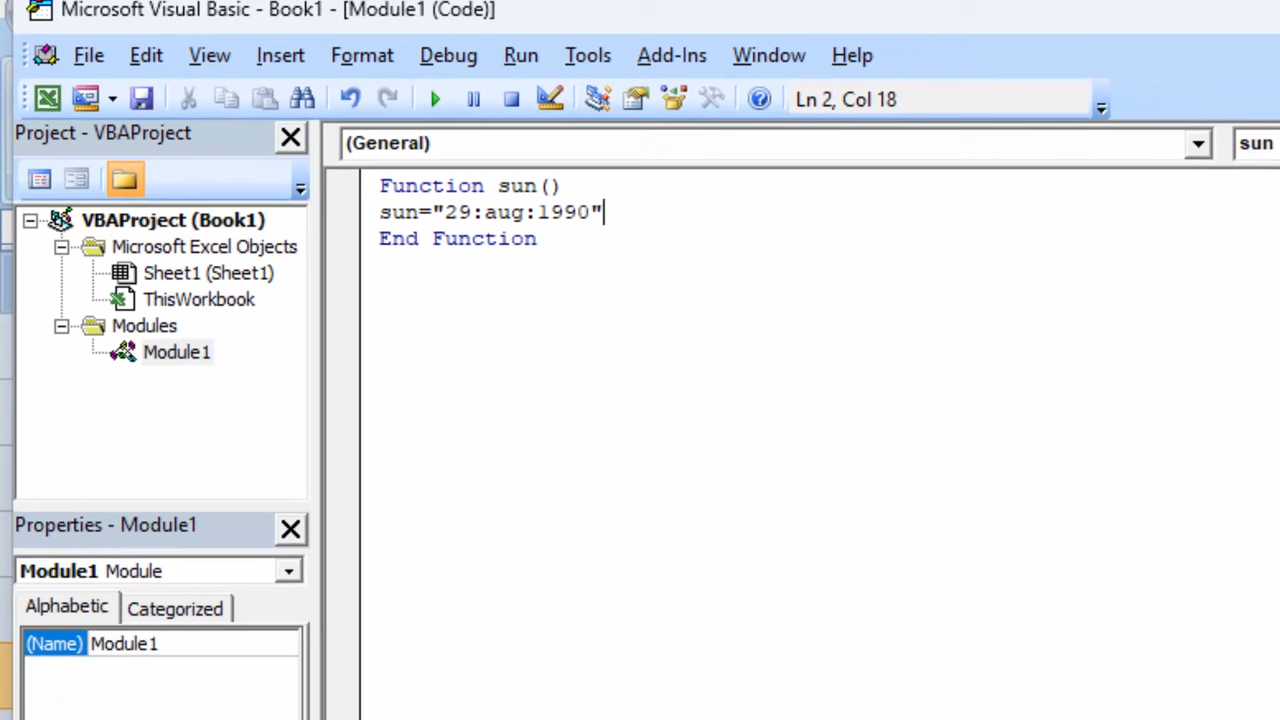 Microsoft Visual Basic - Book1 - [Module1 (Code)]
File Edit View Insert Format Debug Run Tools Add-Ins Window Help
Ln 2, Col 18
Project - VBAProject
(General)
sun
VBAProject (Book1)
Microsoft Excel Objects
Sheet1 (Sheet1)
ThisWorkbook
Modules
Module1
Function sun()
sun="29:aug:1990"
End Function
Properties - Module1
Module1 Module
Alphabetic Categorized
(Name) Module1